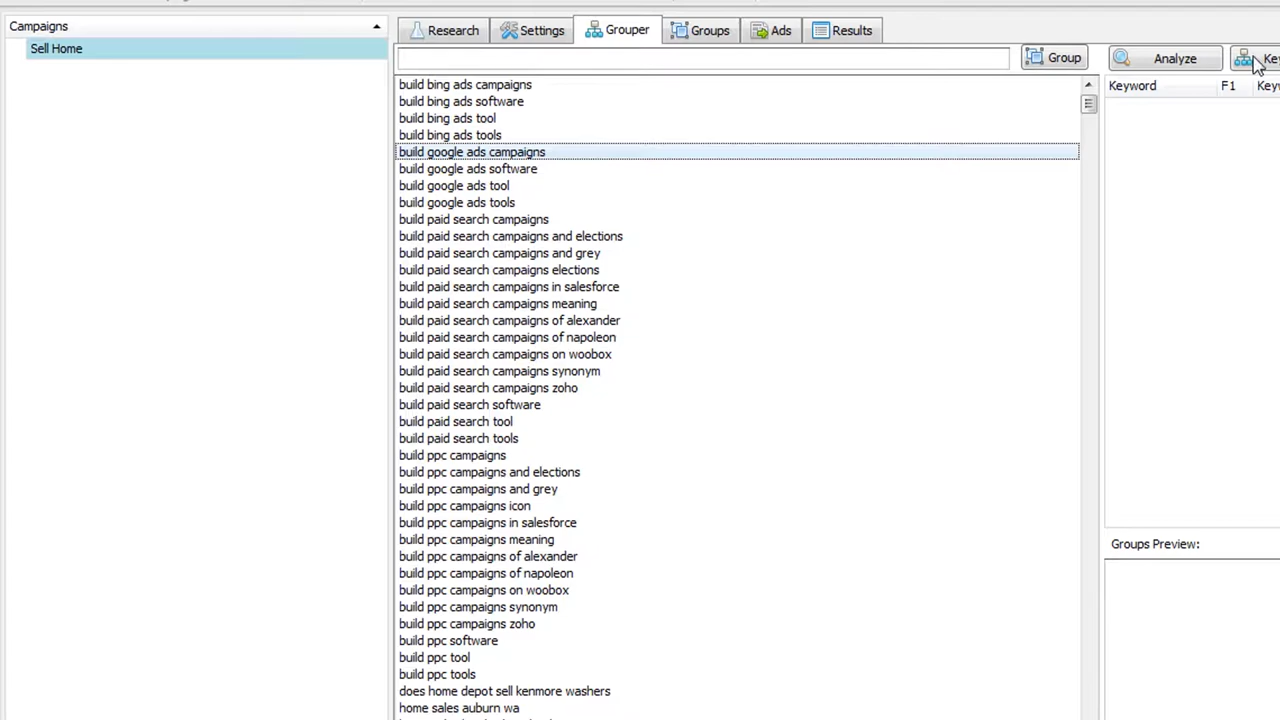 Campaigns
Sell Home
Research Settings Grouper Groups Ads Results
Group Analyze
Keyword F1
build bing ads campaigns
build bing ads software
build bing ads tool
build bing ads tools
build google ads campaigns
build google ads software
build google ads tool
build google ads tools
build paid search campaigns
build paid search campaigns and elections
build paid search campaigns and grey
build paid search campaigns elections
build paid search campaigns in salesforce
build paid search campaigns meaning
build paid search campaigns of alexander
build paid search campaigns of napoleon
build paid search campaigns on woobox
build paid search campaigns synonym
build paid search campaigns zoho
build paid search software
build paid search tool
build paid search tools
build ppc campaigns
build ppc campaigns and elections
build ppc campaigns and grey
build ppc campaigns icon
build ppc campaigns in salesforce
build ppc campaigns meaning
build ppc campaigns of alexander
build ppc campaigns of napoleon
build ppc campaigns on woobox
build ppc campaigns synonym
build ppc campaigns zoho
build ppc software
build ppc tool
build ppc tools
does home depot sell kenmore washers
home sales auburn wa
Groups Preview: